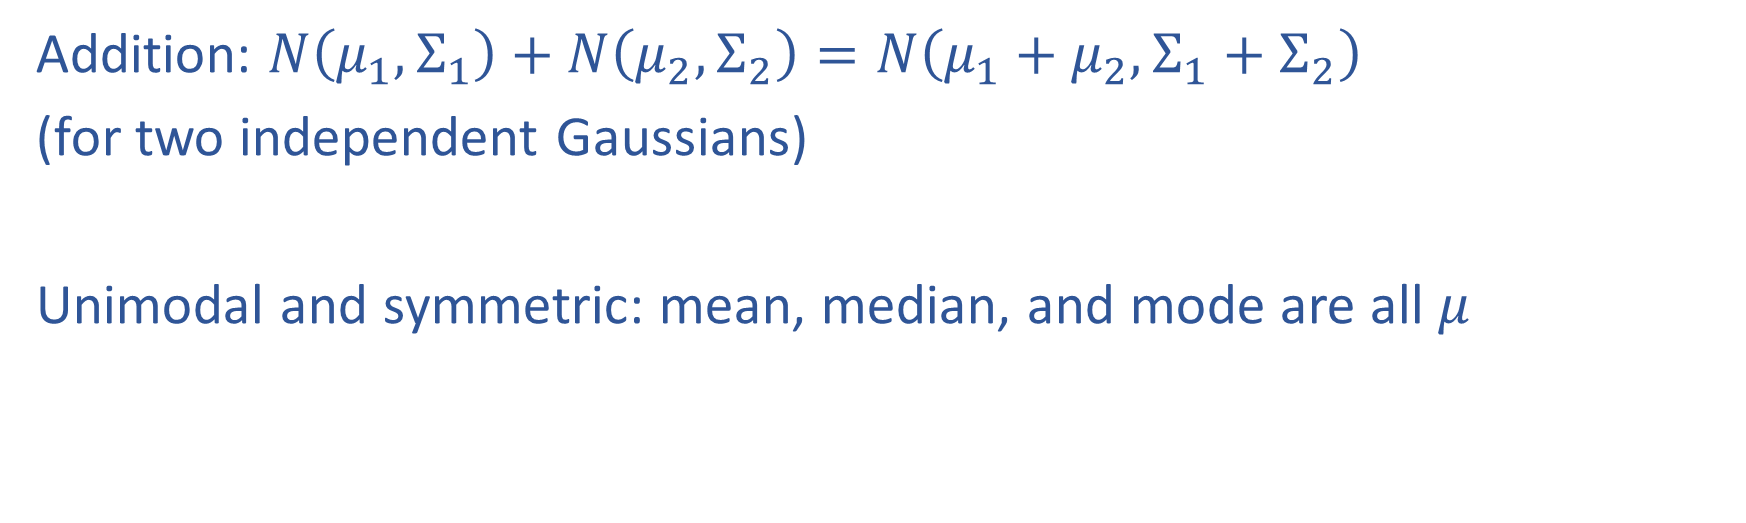 Addition: N(μ₁, Σ₁) + N(μ₂, Σ₂) = N(μ₁ + μ₂, Σ₁ + Σ₂)
(for two independent Gaussians)
Unimodal and symmetric: mean, median, and mode are all μ